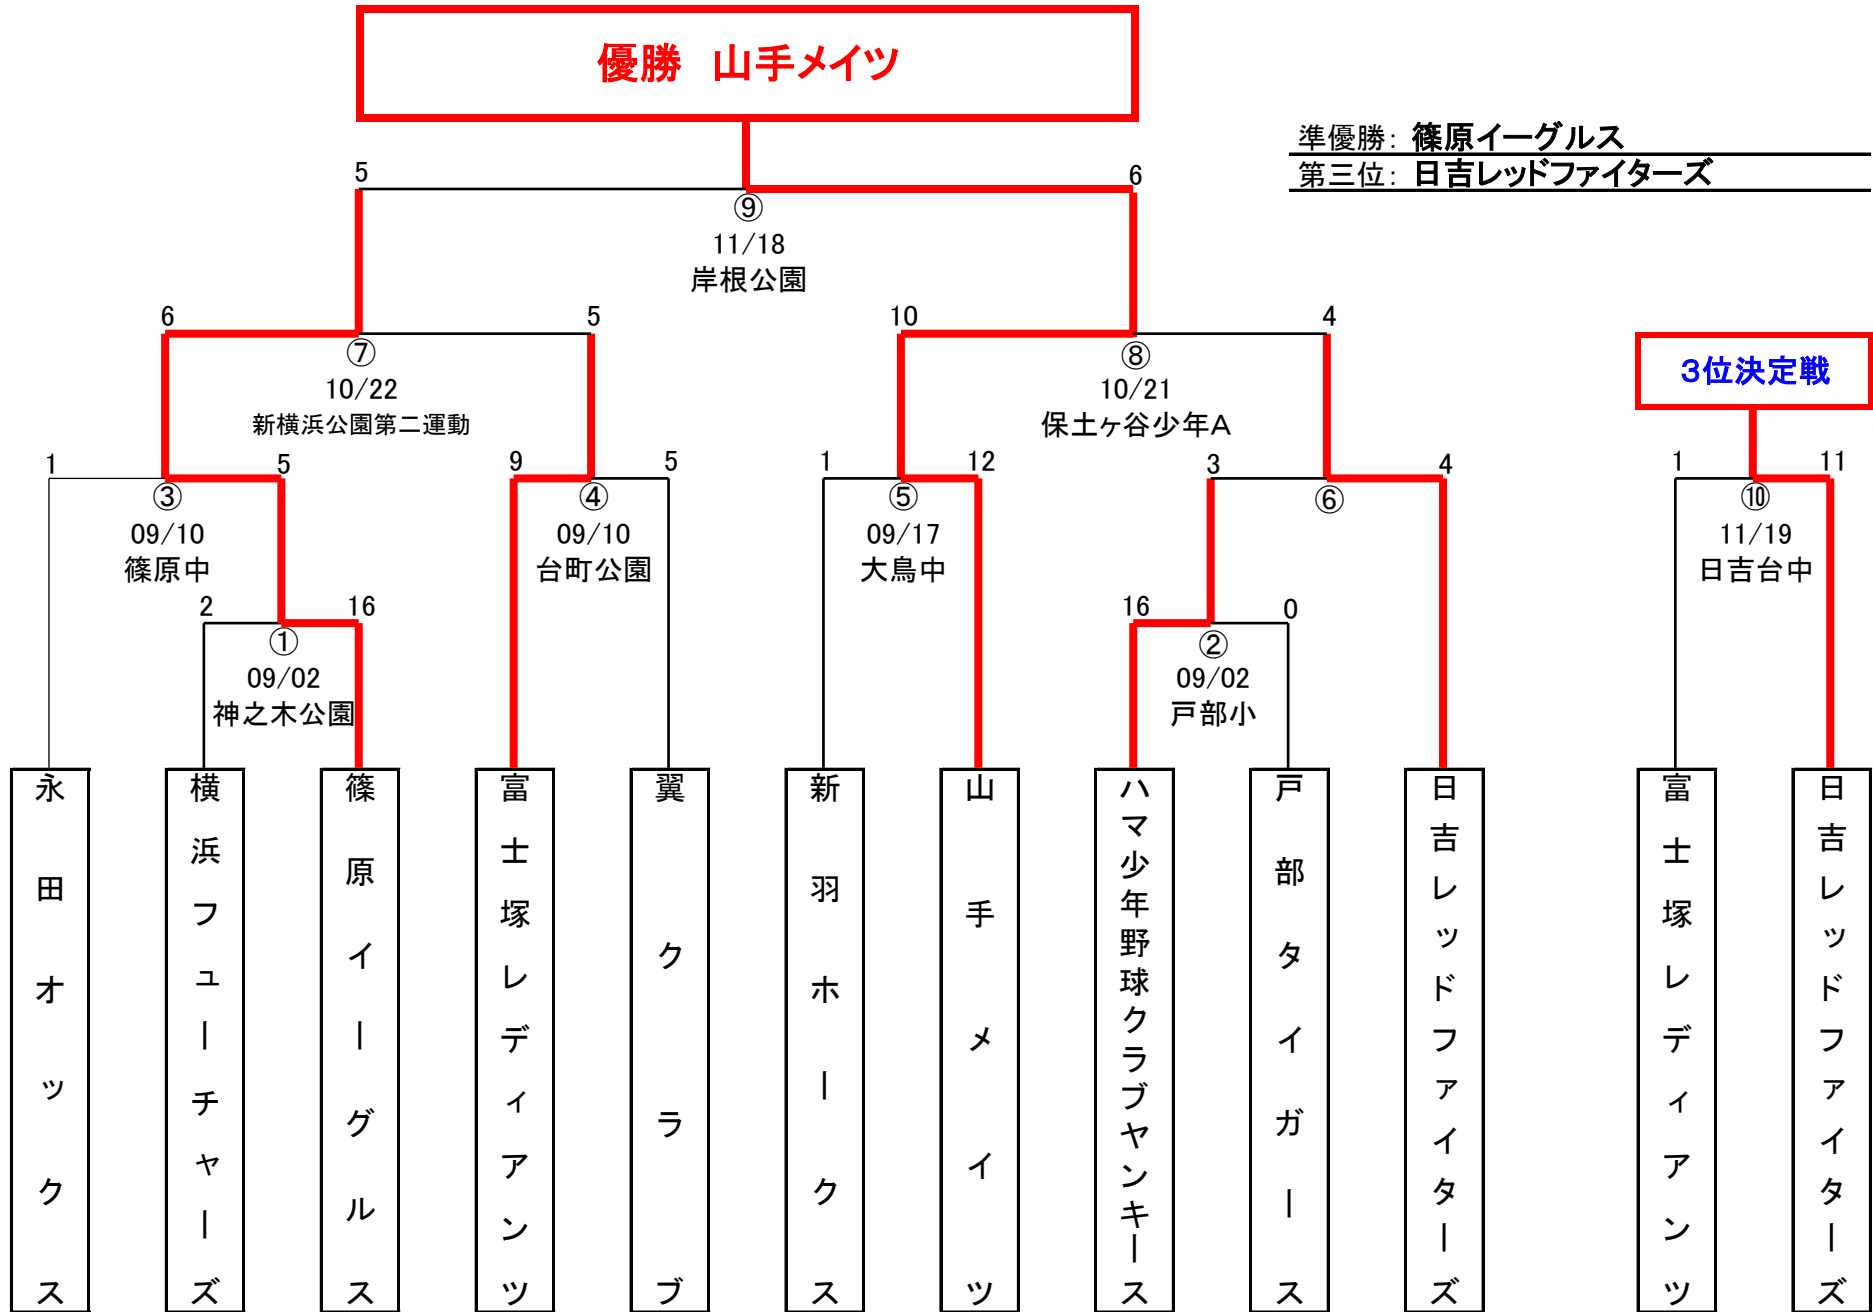 優勝　山手メイツ
準優勝： 篠原イーグルス
第三位： 日吉レッドファイターズ
5
6
⑨
11/18
岸根公園
6
5
10
4
⑦
10/22
新横浜公園第二運動
⑧
10/21
保土ヶ谷少年A
3位決定戦
1
5
9
5
1
12
3
4
1
11
③
09/10
篠原中
④
09/10
台町公園
⑤
09/17
大鳥中
⑥
⑩
11/19
日吉台中
2
16
①
09/02
神之木公園
16
0
②
09/02
戸部小
永田オックス
横浜フューチャーズ
篠原イーグルス
富士塚レディアンツ
翼クラブ
新羽ホークス
山手メイツ
ハマ少年野球クラブヤンキース
戸部タイガース
日吉レッドファイターズ
富士塚レディアンツ
日吉レッドファイターズ